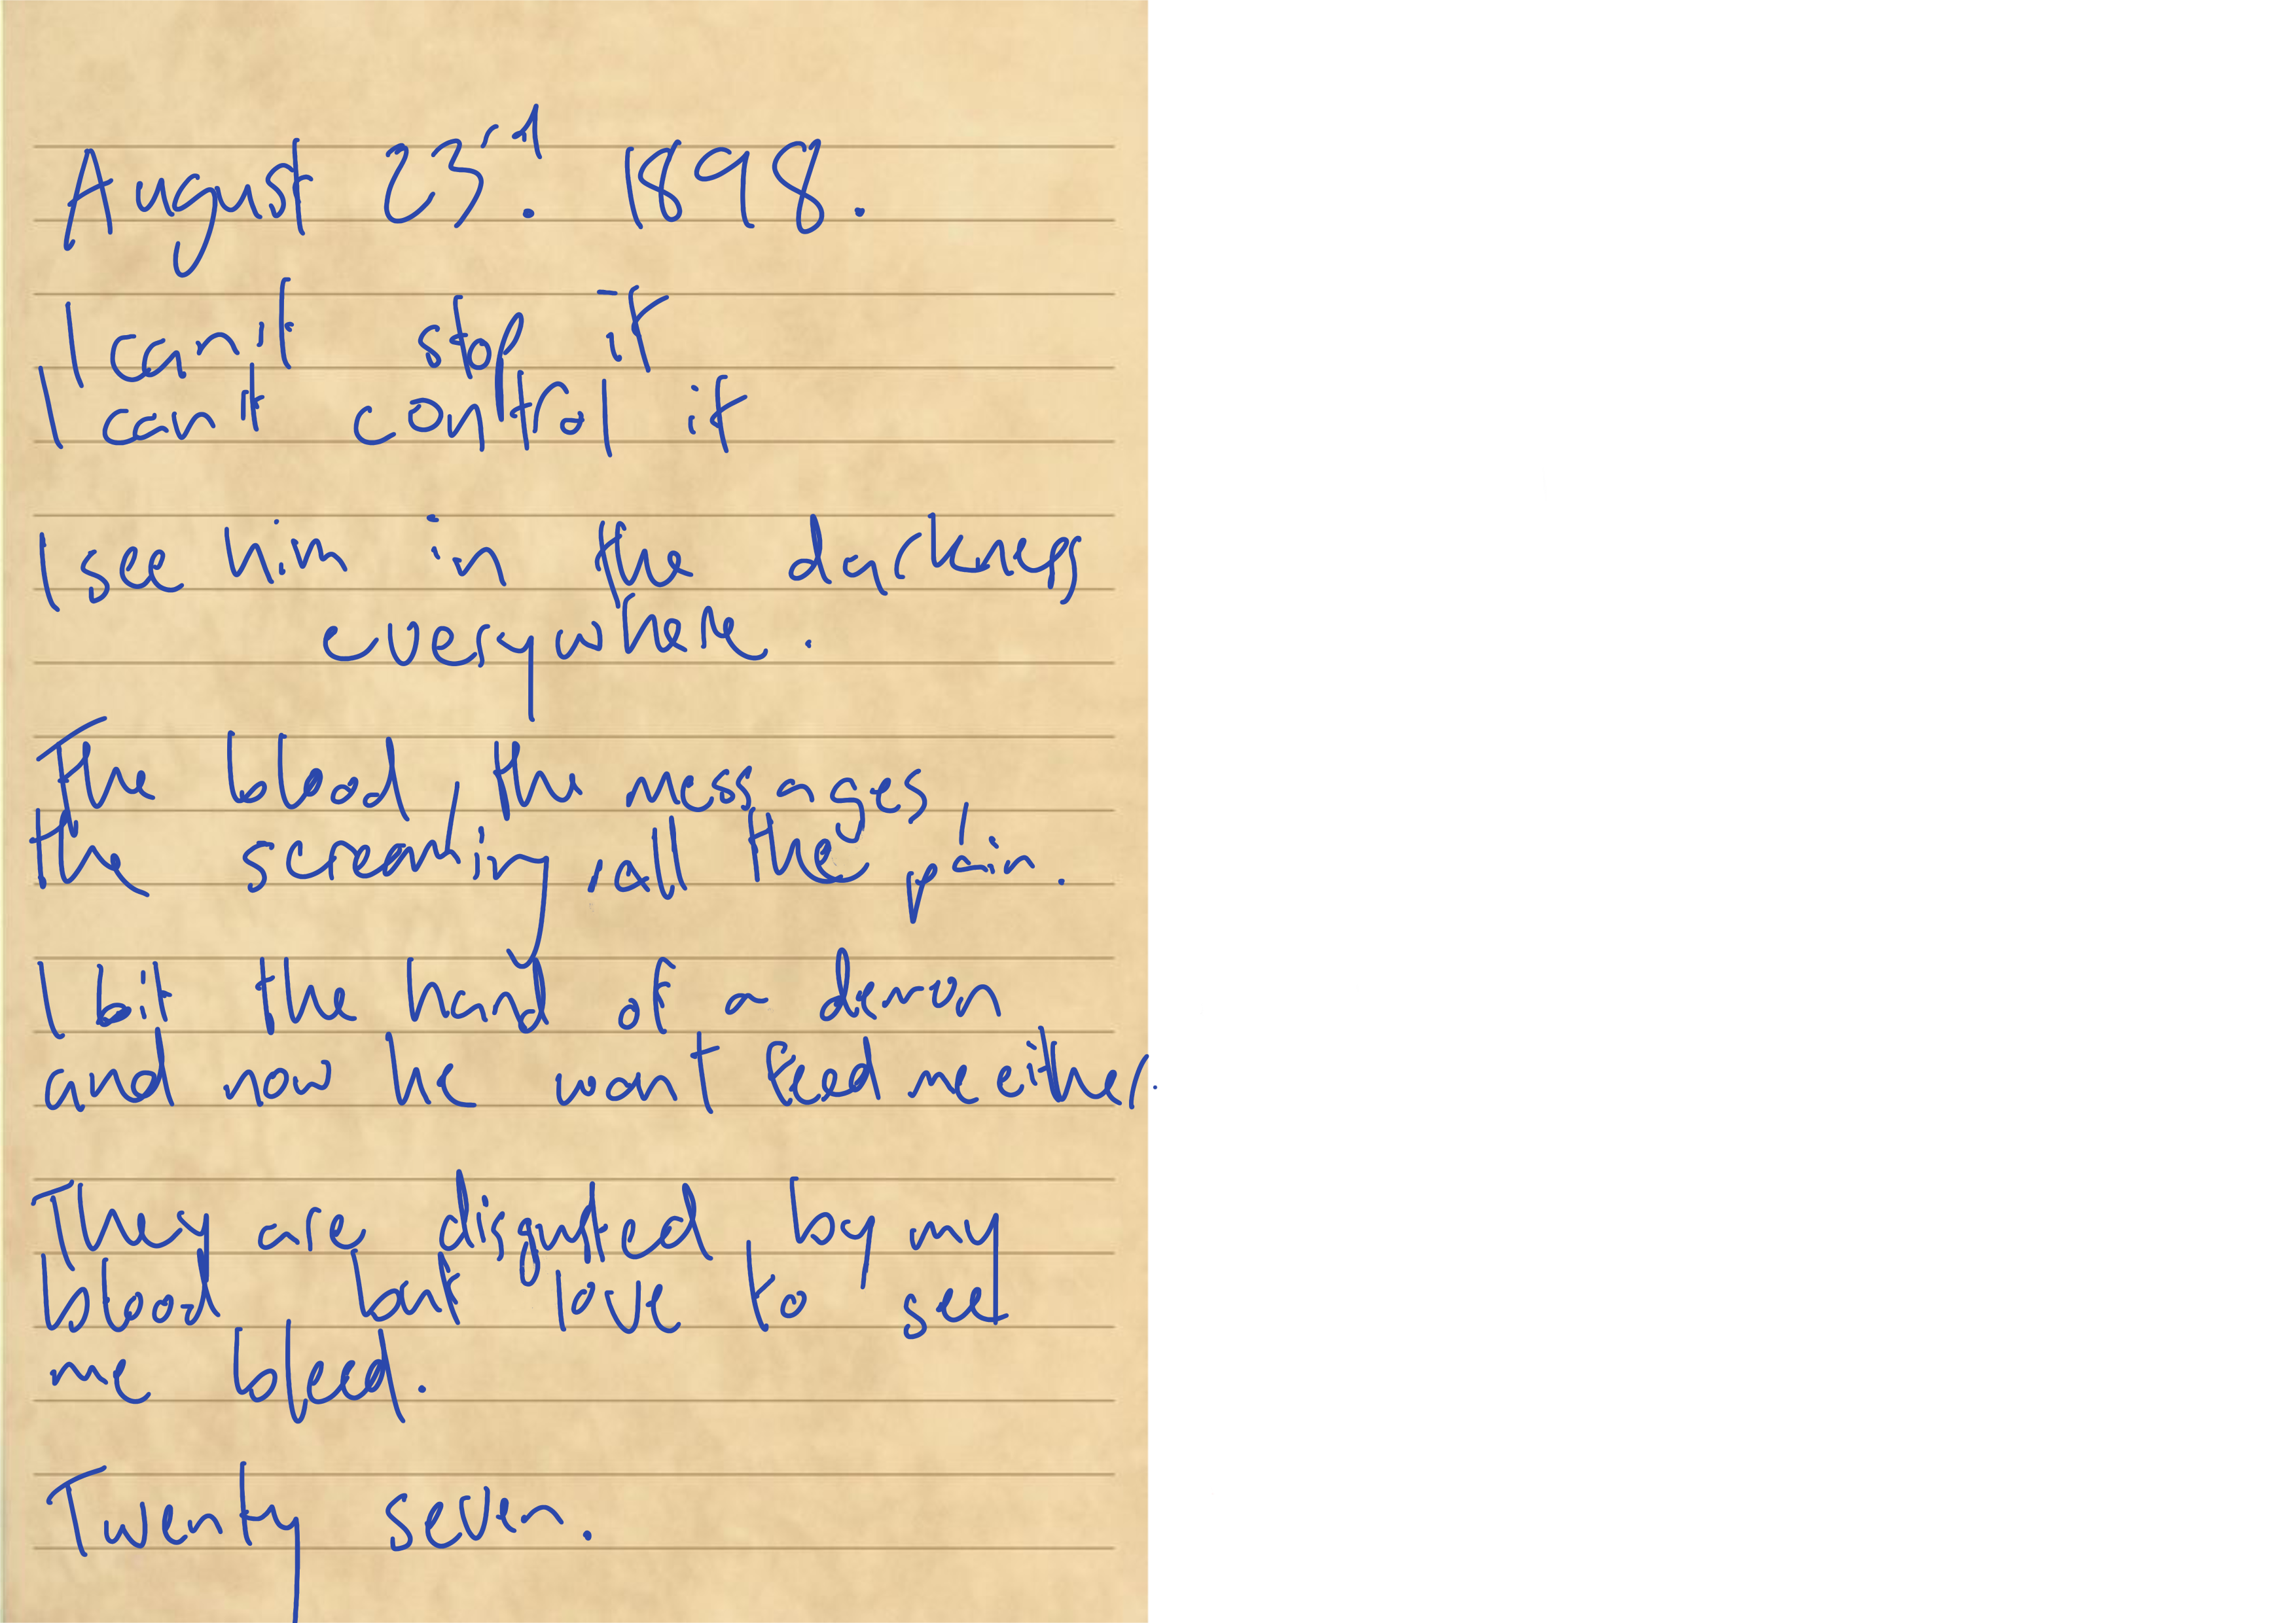 August 23rd. 1898.
I can't stop it
I can't control it
I see him in the darkness
everywhere.
The blood, the messages,
the screaming, all the pain.
I bit the hand of a demon
and now he wont feed me either.
They are disgusted by my
blood, but love to see
me bleed.
Twenty seven.